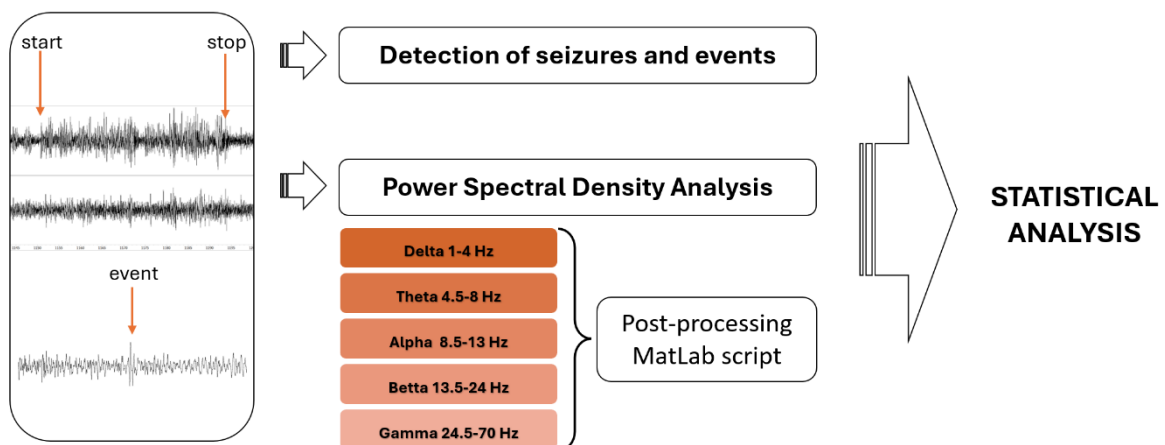 start
stop
event
Detection of seizures and events
Power Spectral Density Analysis
Delta 1-4 Hz
Theta 4.5-8 Hz
Alpha 8.5-13 Hz
Betta 13.5-24 Hz
Gamma 24.5-70 Hz
Post-processing
MatLab script
STATISTICAL
ANALYSIS